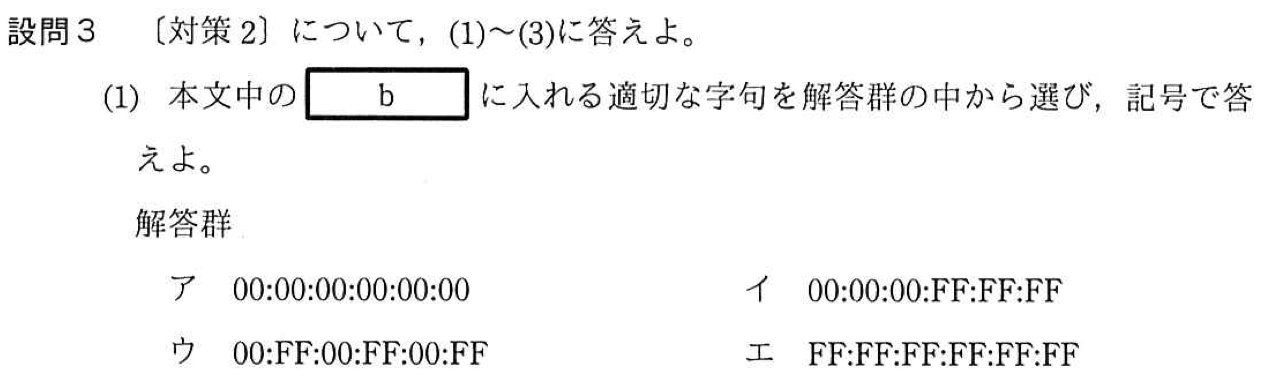 設問3 〔対策2〕について，(1)～(3)に答えよ。
(1) 本文中の b に入れる適切な字句を解答群の中から選び，記号で答
えよ。
解答群
ア 00:00:00:00:00:00 イ 00:00:00:FF:FF:FF
ウ 00:FF:00:FF:00:FF エ FF:FF:FF:FF:FF:FF